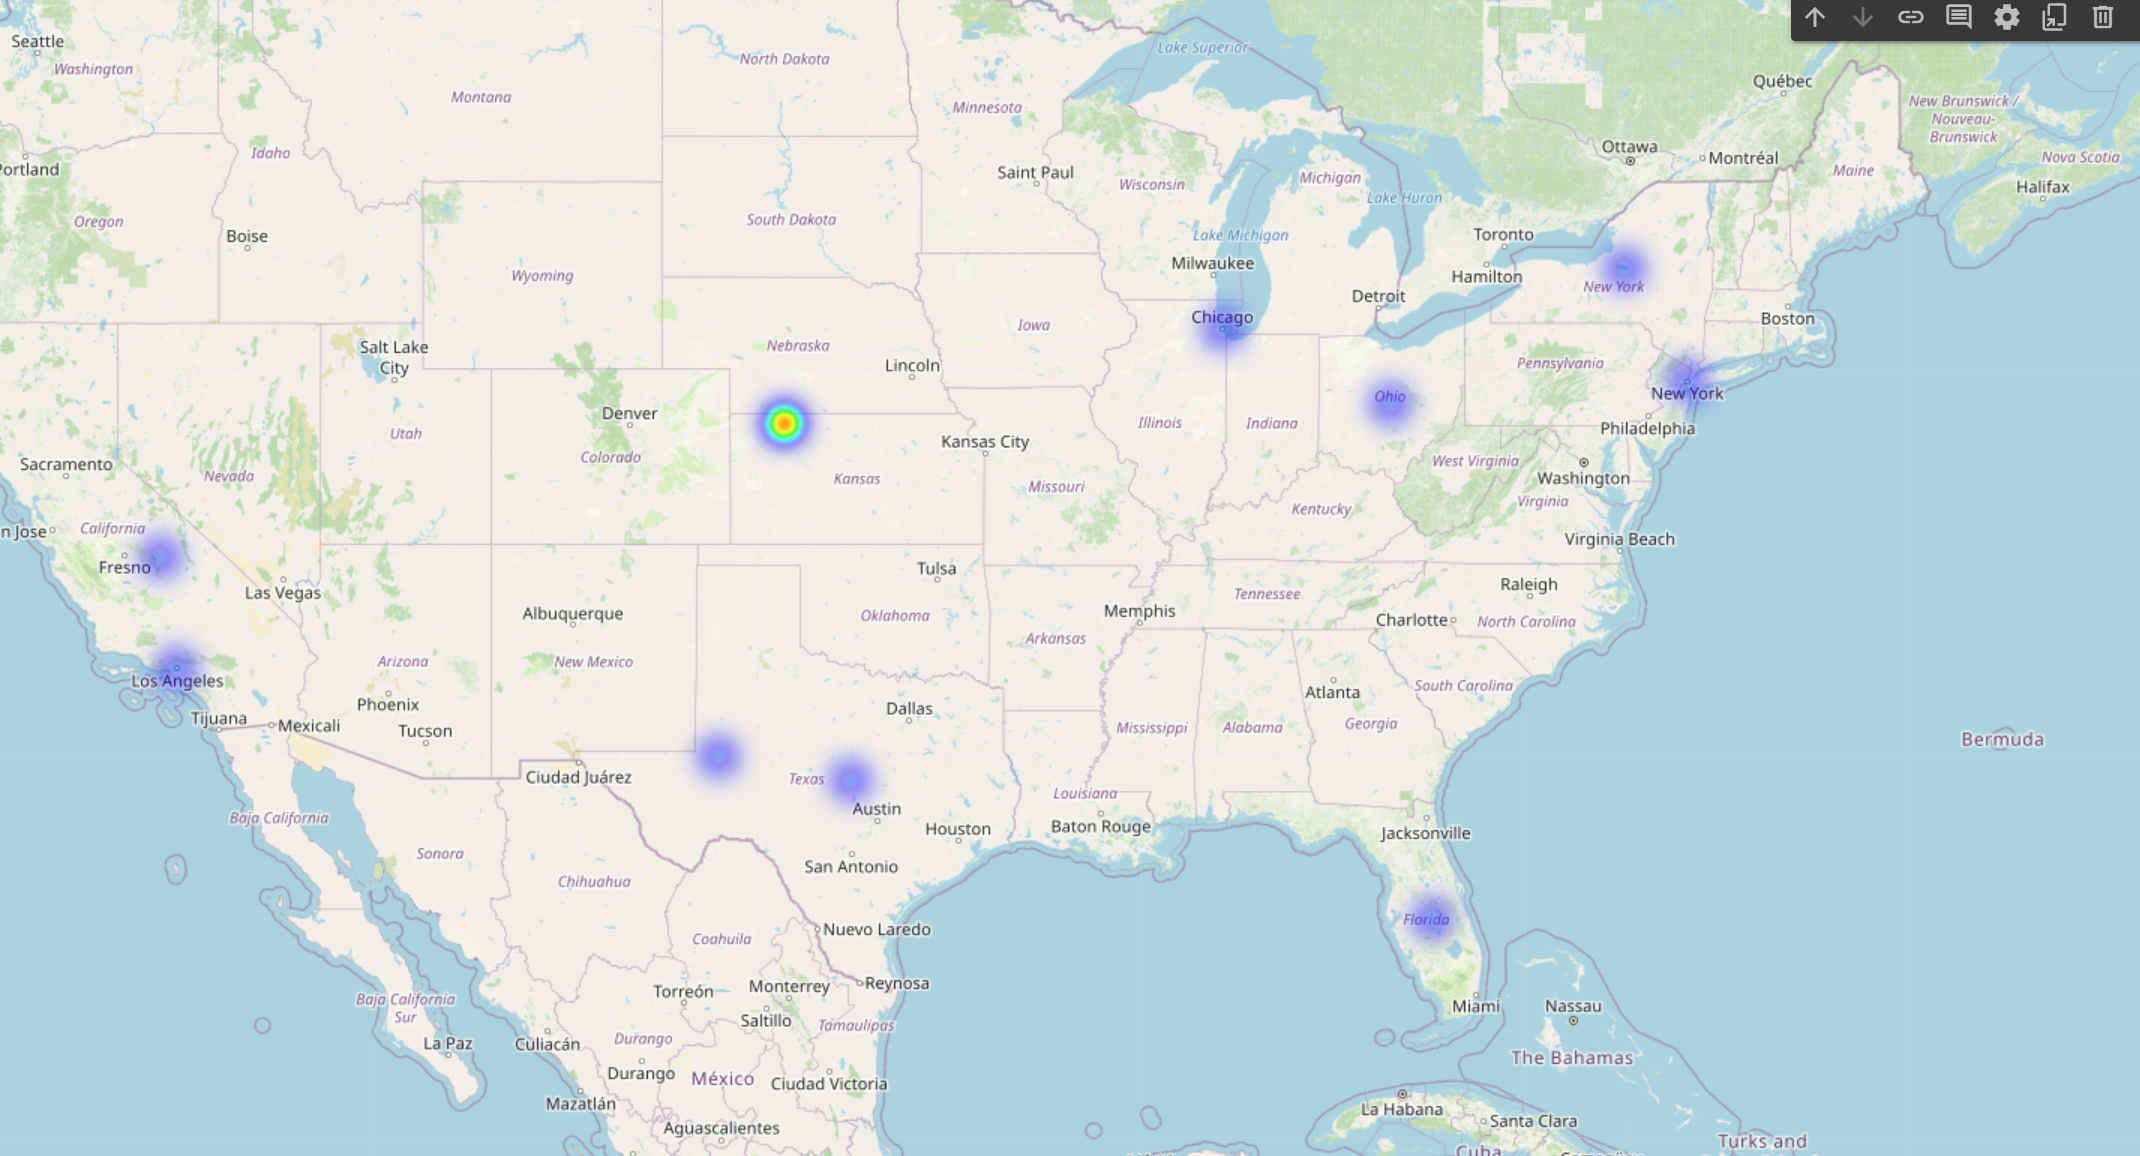 Seattle
Washington
Montana
North Dakota
Minnesota
Lake Superior
Québec
New Brunswick /
Nouveau-
Brunswick
Nova Scotia
Halifax
Idaho
Portland
Oregon
Boise
Saint Paul
Wisconsin
Michigan
Lake Huron
Ottawa
Montréal
Maine
South Dakota
Wyoming
Lake Michigan
Milwaukee
Toronto
Hamilton
New York
Detroit
Chicago
Iowa
Boston
Salt Lake
City
Nebraska
Lincoln
Pennsylvania
New York
Ohio
Denver
Utah
Colorado
Kansas City
Illinois
Indiana
Philadelphia
Sacramento
Nevada
Kansas
Missouri
West Virginia
Washington
Virginia
Kentucky
n Jose
California
Fresno
Las Vegas
Virginia Beach
Tulsa
Tennessee
Raleigh
Albuquerque
Oklahoma
Memphis
Charlotte
North Carolina
Arkansas
Los Angeles
Arizona
New Mexico
South Carolina
Atlanta
Phoenix
Tucson
Tijuana
Mexicali
Dallas
Mississippi
Alabama
Georgia
Bermuda
Ciudad Juárez
Texas
Austin
Louisiana
Baja California
Houston
Baton Rouge
Jacksonville
Sonora
San Antonio
Chihuahua
Coahuila
Nuevo Laredo
Florida
Torreón
Monterrey
Reynosa
Miami
Nassau
Baja California
Sur
Saltillo
Tamaulipas
La Paz
Culiacán
Durango
Durango
México
Ciudad Victoria
The Bahamas
Mazatlán
Aguascalientes
La Habana
Santa Clara
Cuba
Turks and